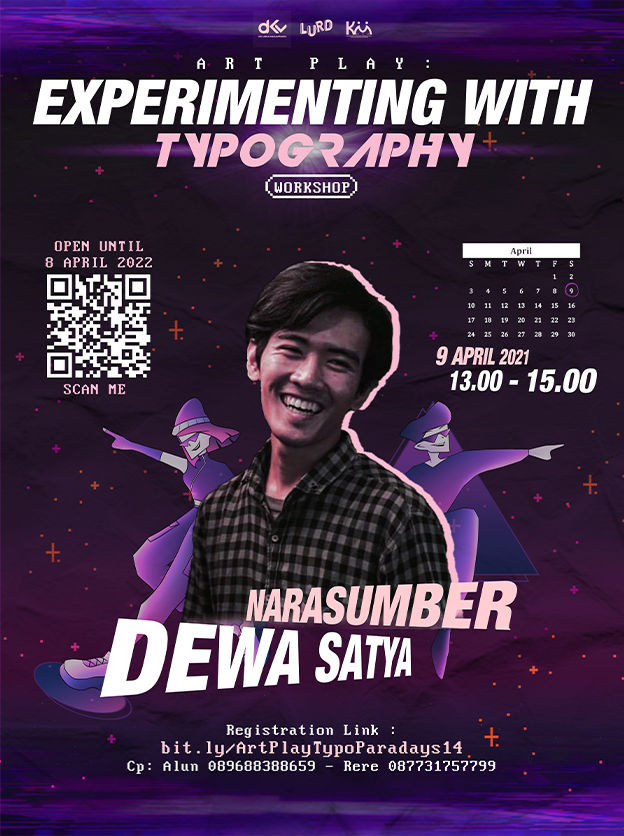 dkv LURD
ART PLAY:
EXPERIMENTING WITH
TYPOGRAPHY
WORKSHOP
OPEN UNTIL
8 APRIL 2022
SCAN ME
April
S M T W T F S
1 2
3 4 5 6 7 8 9
10 11 12 13 14 15 16
17 18 19 20 21 22 23
24 25 26 27 28 29 30
9 APRIL 2021
13.00 - 15.00
NARASUMBER
DEWA SATYA
Registration Link :
bit.ly/ArtPlayTypoParadays14
Cp: Alun 089688388659 - Rere 087731757799